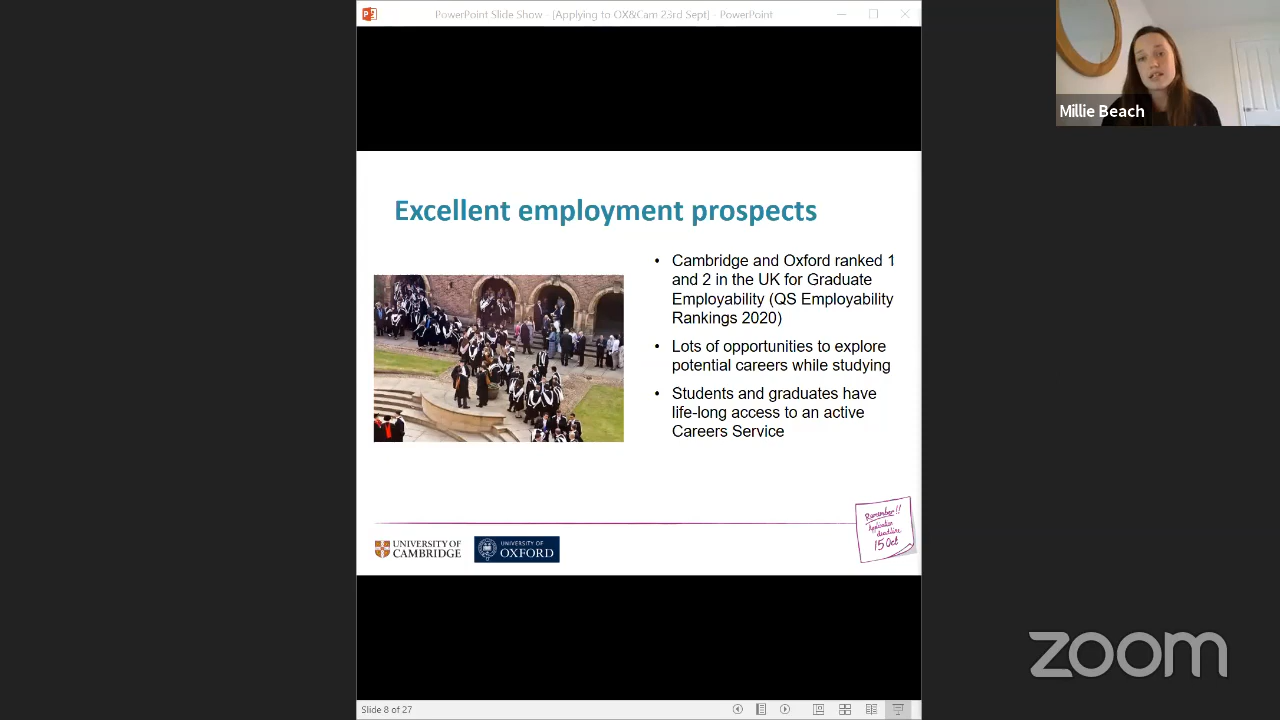 PowerPoint Slide Show - [Applying to OX&Cam 23rd Sept] - PowerPoint
Millie Beach
Excellent employment prospects
• Cambridge and Oxford ranked 1
and 2 in the UK for Graduate
Employability (QS Employability
Rankings 2020)
• Lots of opportunities to explore
potential careers while studying
• Students and graduates have
life-long access to an active
Careers Service
Remember!!
Application
deadline
15 Oct
UNIVERSITY OF
CAMBRIDGE
UNIVERSITY OF
OXFORD
zoom
Slide 8 of 27